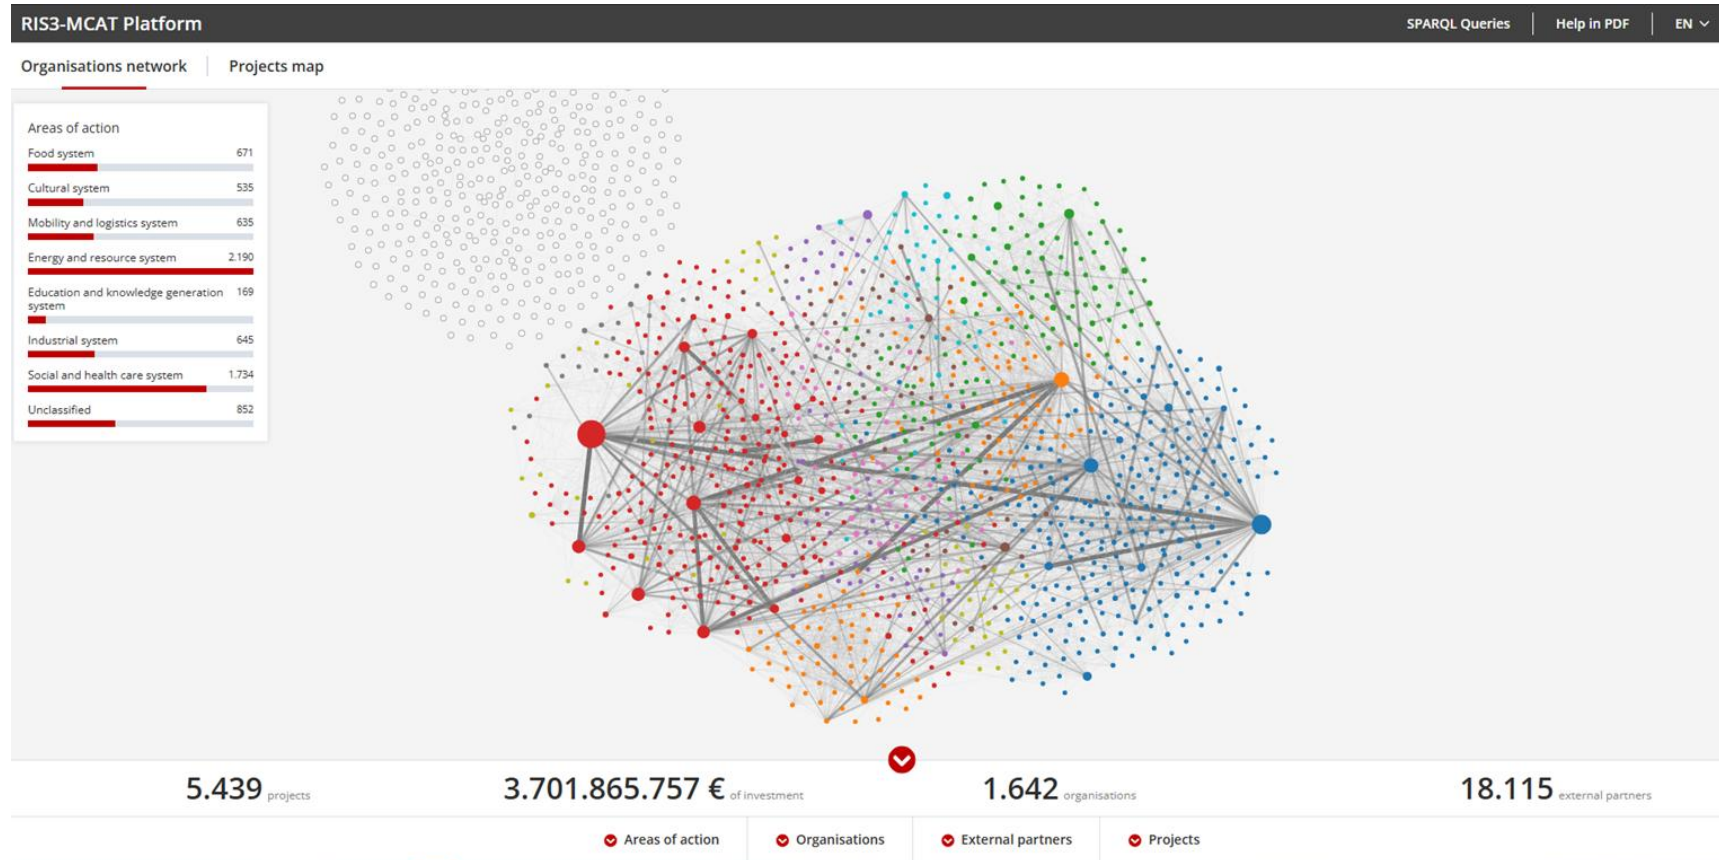 RIS3-MCAT Platform
SPARQL Queries
Help in PDF
EN
Organisations network
Projects map
Areas of action
Food system 671
Cultural system 535
Mobility and logistics system 635
Energy and resource system 2.190
Education and knowledge generation 169
system
Industrial system 645
Social and health care system 1.734
Unclassified 852
5.439 projects
3.701.865.757 € of investment
1.642 organisations
18.115 external partners
Areas of action
Organisations
External partners
Projects